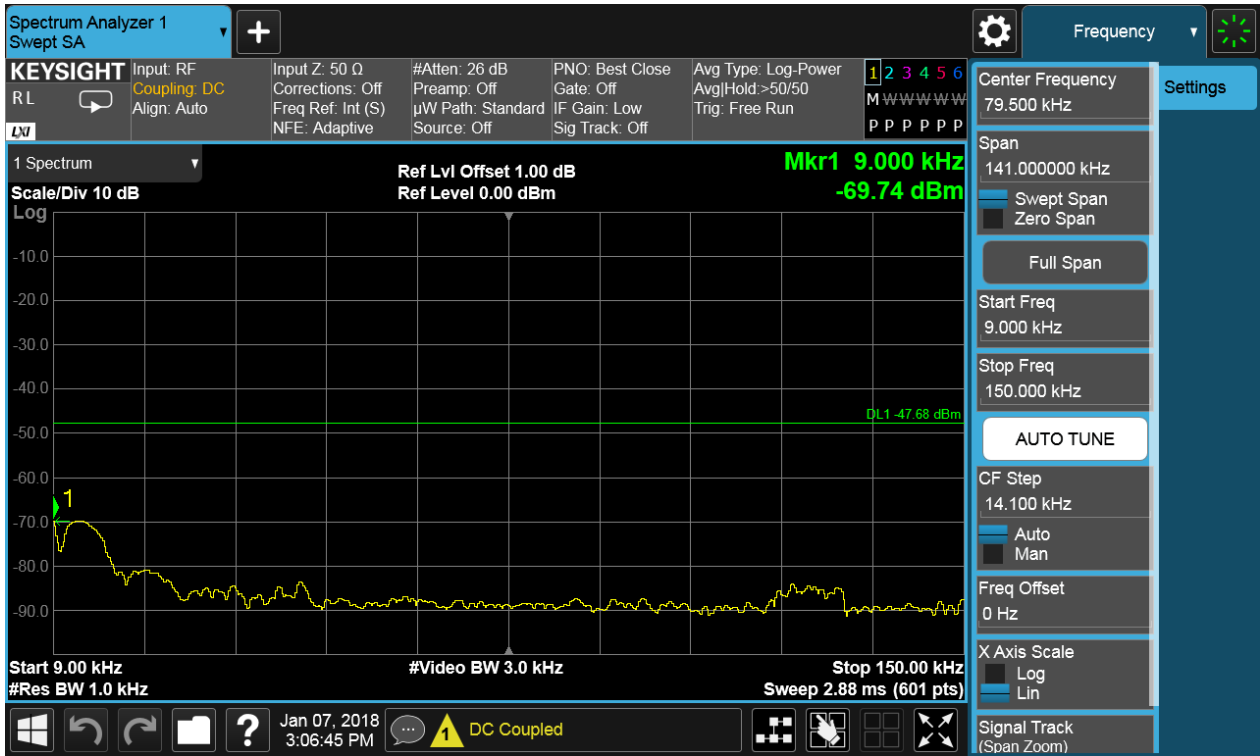 Spectrum Analyzer 1
Swept SA
+
Frequency
KEYSIGHT
RL
LXI
Input: RF
Coupling: DC
Align: Auto
Input Z: 50 Ω
Corrections: Off
Freq Ref: Int (S)
NFE: Adaptive
#Atten: 26 dB
Preamp: Off
µW Path: Standard
Source: Off
PNO: Best Close
Gate: Off
IF Gain: Low
Sig Track: Off
Avg Type: Log-Power
Avg|Hold:>50/50
Trig: Free Run
1 2 3 4 5 6
M W W W W W
P P P P P P
1 Spectrum
Scale/Div 10 dB
Log
Ref Lvl Offset 1.00 dB
Ref Level 0.00 dBm
Mkr1 9.000 kHz
-69.74 dBm
-10.0
-20.0
-30.0
-40.0
DL1 -47.68 dBm
-50.0
-60.0
1
-70.0
-80.0
-90.0
Start 9.00 kHz
#Res BW 1.0 kHz
#Video BW 3.0 kHz
Stop 150.00 kHz
Sweep 2.88 ms (601 pts)
Center Frequency
79.500 kHz
Span
141.000000 kHz
Swept Span
Zero Span
Full Span
Start Freq
9.000 kHz
Stop Freq
150.000 kHz
AUTO TUNE
CF Step
14.100 kHz
Auto
Man
Freq Offset
0 Hz
X Axis Scale
Log
Lin
Signal Track
(Span Zoom)
Settings
?
Jan 07, 2018
3:06:45 PM
1
DC Coupled